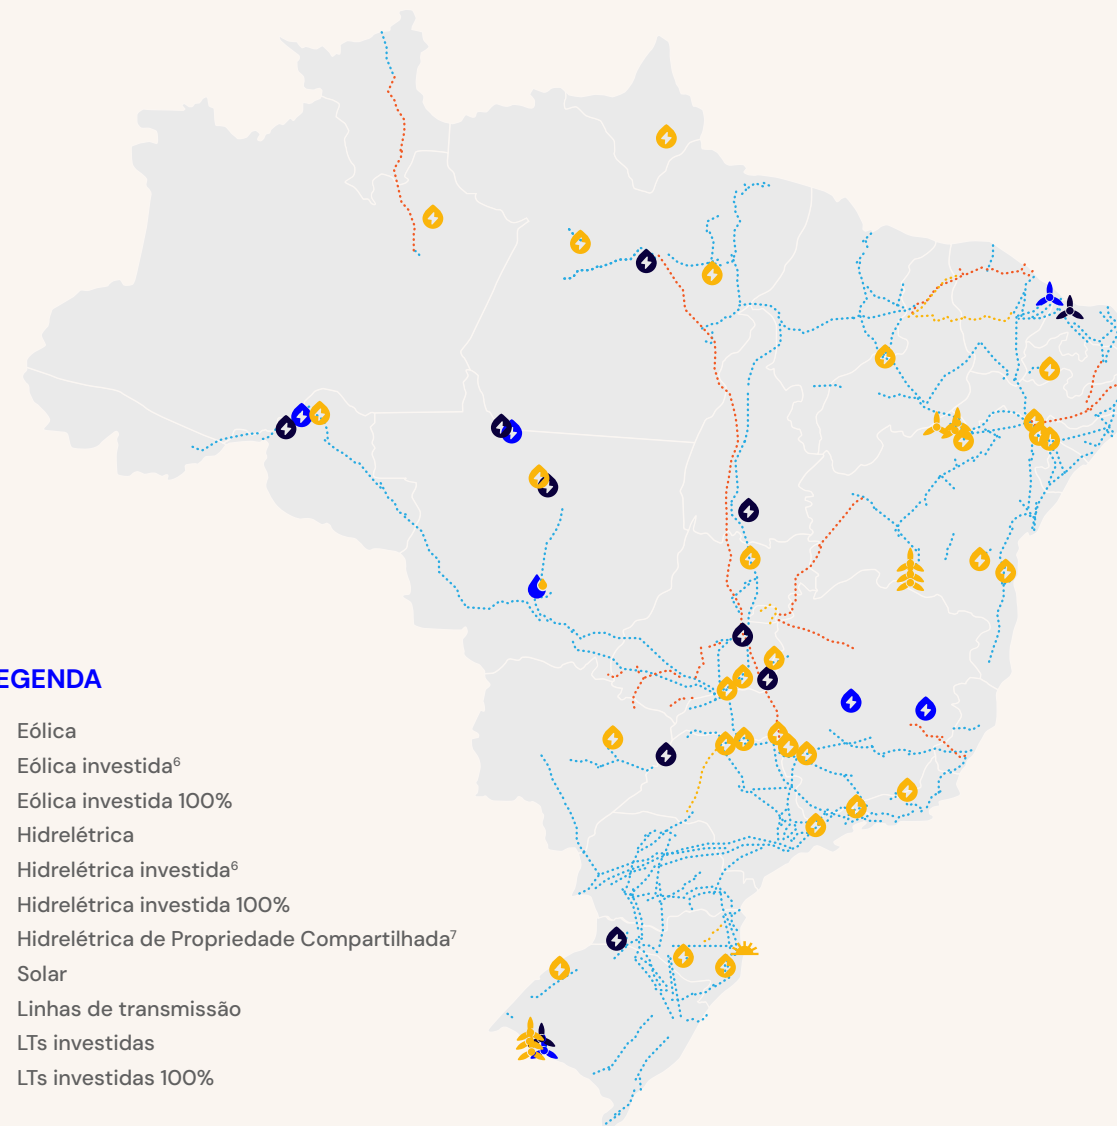 EGENDA
Eólica
Eólica investida⁶
Eólica investida 100%
Hidrelétrica
Hidrelétrica investida⁶
Hidrelétrica investida 100%
Hidrelétrica de Propriedade Compartilhada⁷
Solar
Linhas de transmissão
LTs investidas
LTs investidas 100%